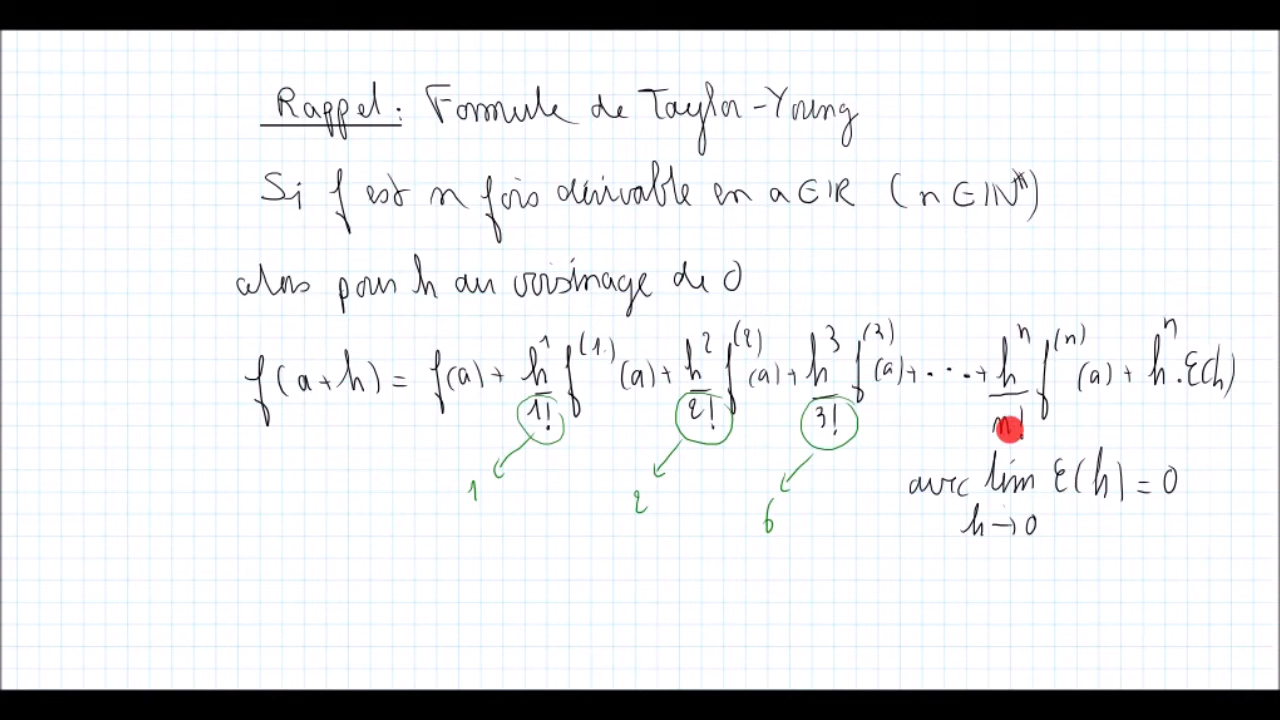 Rappel : Formule de Taylor-Young
Si f est n fois dérivable en a ∈ ℝ (n ∈ ℕ*)
alors pour h au voisinage de 0
f(a+h) = f(a) + h¹/1! f⁽¹⁾(a) + h²/2! f⁽²⁾(a) + h³/3! f⁽³⁾(a) + ... + hⁿ/n! f⁽ⁿ⁾(a) + hⁿ.ε(h)
1 2 6
avec lim ε(h) = 0
h→0